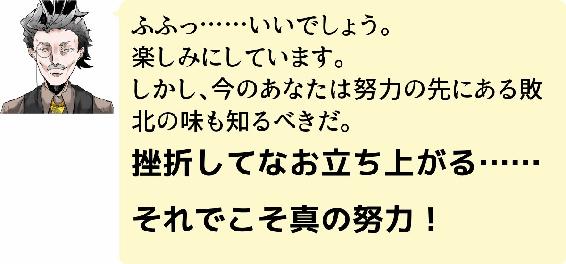 ふふっ……いいでしょう。
楽しみにしています。
しかし、今のあなたは努力の先にある敗
北の味も知るべきだ。
挫折してなお立ち上がる……
それでこそ真の努力！